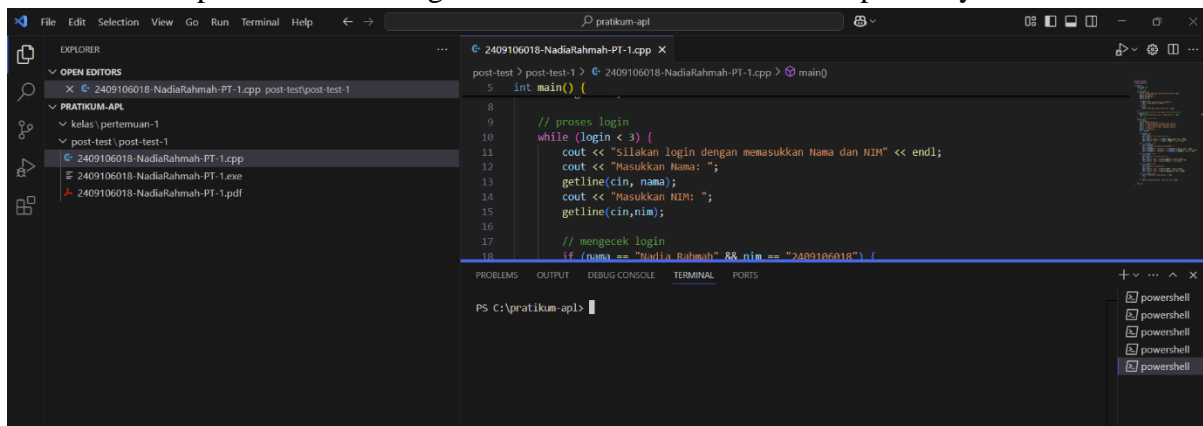 File Edit Selection View Go Run Terminal Help
pratikum-apl
EXPLORER
OPEN EDITORS
2409106018-NadiaRahmah-PT-1.cpp post-test\post-test-1
PRATIKUM-APL
kelas\pertemuan-1
post-test\post-test-1
2409106018-NadiaRahmah-PT-1.cpp
2409106018-NadiaRahmah-PT-1.exe
2409106018-NadiaRahmah-PT-1.pdf
2409106018-NadiaRahmah-PT-1.cpp
post-test > post-test-1 > 2409106018-NadiaRahmah-PT-1.cpp > main()
5 int main() {
8
9 // proses login
10 while (login < 3) {
11 cout << "Silakan login dengan memasukkan Nama dan NIM" << endl;
12 cout << "Masukkan Nama: ";
13 getline(cin, nama);
14 cout << "Masukkan NIM: ";
15 getline(cin,nim);
16
17 // mengecek login
18 if (nama == "Nadia Rahmah" && nim == "2409106018") {
PROBLEMS OUTPUT DEBUG CONSOLE TERMINAL PORTS
PS C:\pratikum-apl>
powershell
powershell
powershell
powershell
powershell